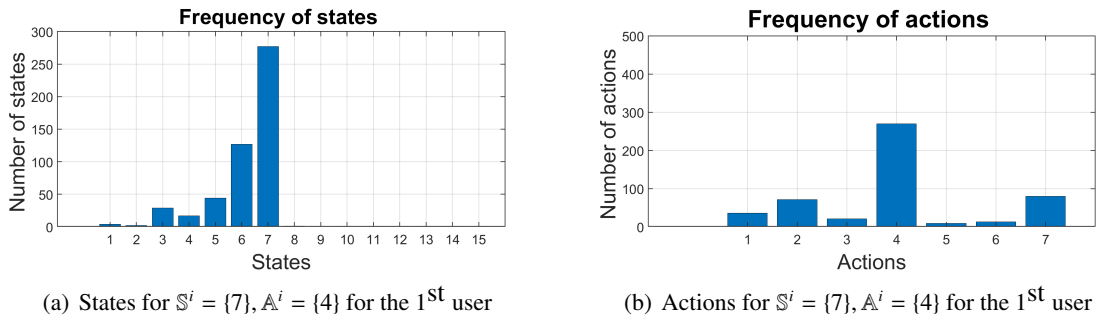 Frequency of states
Number of states
300
250
200
150
100
50
0
1 2 3 4 5 6 7 8 9 10 11 12 13 14 15
States
(a) States for 𝕊ⁱ = {7}, 𝔸ⁱ = {4} for the 1st user
Frequency of actions
Number of actions
500
400
300
200
100
0
1 2 3 4 5 6 7
Actions
(b) Actions for 𝕊ⁱ = {7}, 𝔸ⁱ = {4} for the 1st user